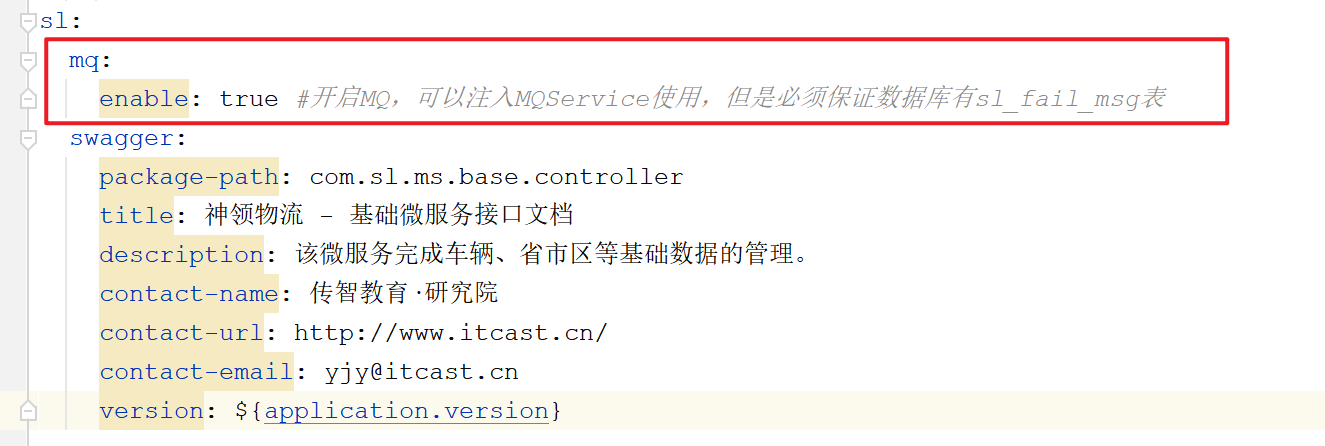 sl:
mq:
enable: true #开启MQ，可以注入MQService使用，但是必须保证数据库有sl_fail_msg表
swagger:
package-path: com.sl.ms.base.controller
title: 神领物流 - 基础微服务接口文档
description: 该微服务完成车辆、省市区等基础数据的管理。
contact-name: 传智教育·研究院
contact-url: http://www.itcast.cn/
contact-email: yjy@itcast.cn
version: ${application.version}